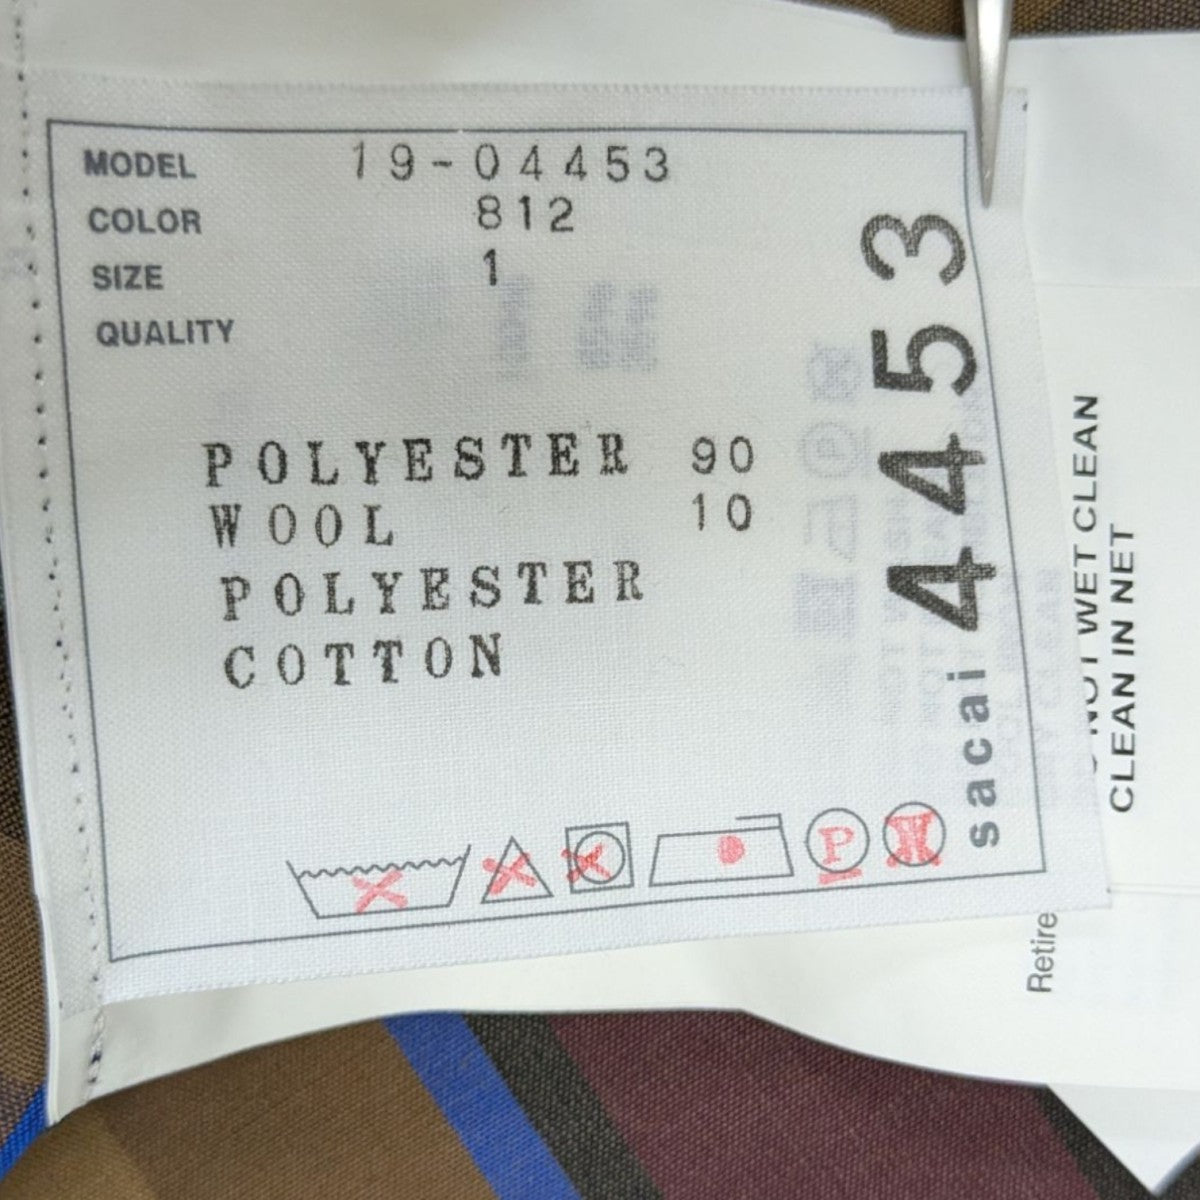 MODEL 19-04453
COLOR 812
SIZE 1
QUALITY
POLYESTER 90
WOOL 10
POLYESTER
COTTON
P
sacai 4453
NOT WET CLEAN
CLEAN IN NET
Retire